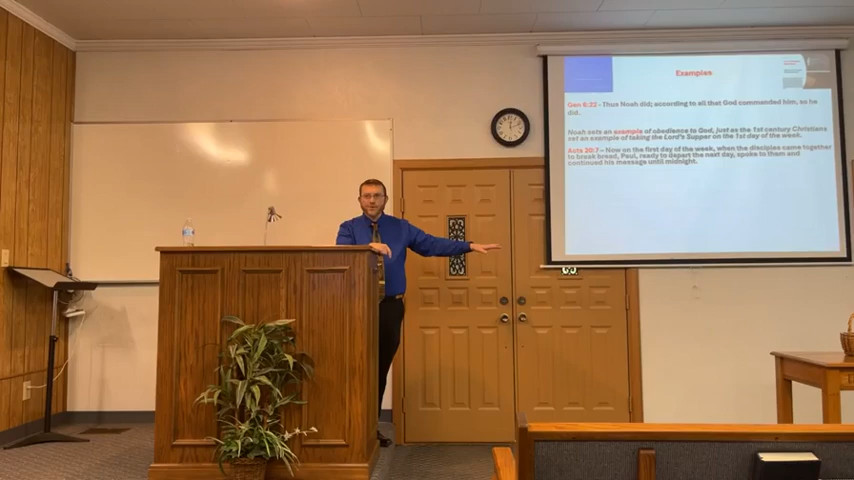 Examples
Gen 6:22 - Thus Noah did; according to all that God commanded him, so he
did.
Noah sets an example of obedience to God, just as the 1st century Christians
set an example of taking the Lord's Supper on the 1st day of the week.
Acts 20:7 - Now on the first day of the week, when the disciples came together
to break bread, Paul, ready to depart the next day, spoke to them and
continued his message until midnight.